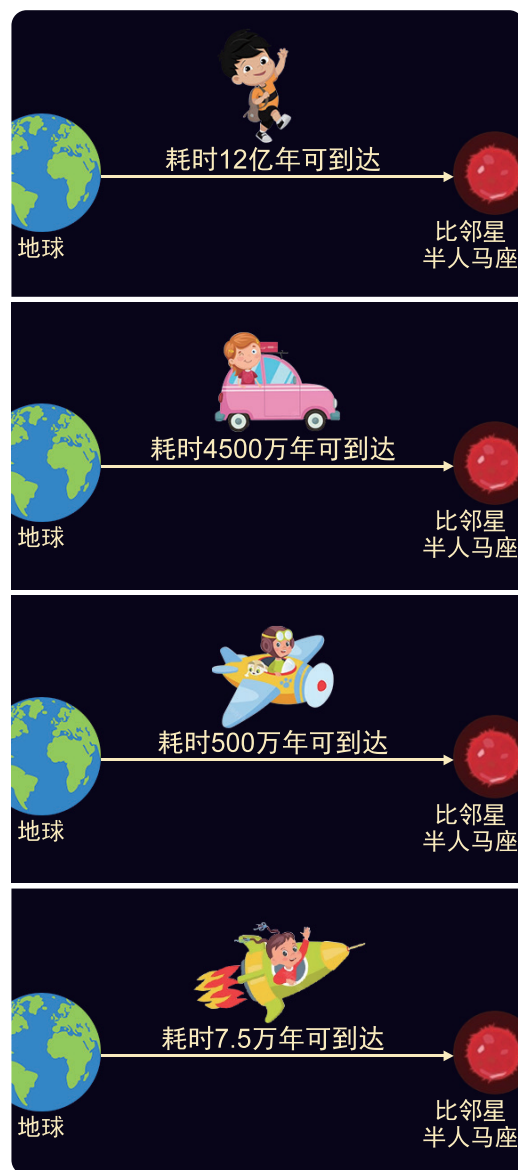 耗时12亿年可到达
地球
比邻星
半人马座
耗时4500万年可到达
地球
比邻星
半人马座
耗时500万年可到达
地球
比邻星
半人马座
耗时7.5万年可到达
地球
比邻星
半人马座